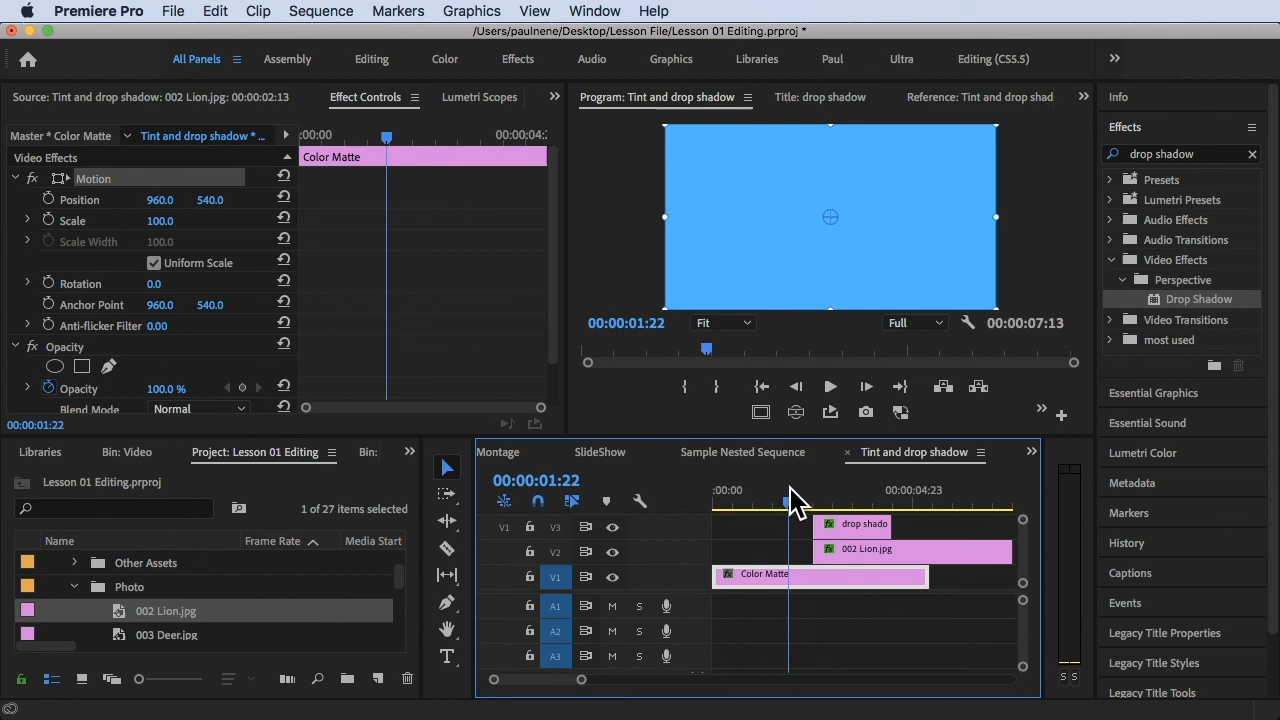 Premiere Pro File Edit Clip Sequence Markers Graphics View Window Help
/Users/paulnene/Desktop/Lesson File/Lesson 01 Editing.prproj *
All Panels Assembly Editing Color Effects Audio Graphics Libraries Paul Ultra Editing (CS5.5)
Source: Tint and drop shadow: 002 Lion.jpg: 00:00:02:13
Effect Controls
Lumetri Scopes
Master * Color Matte
Tint and drop shadow * ...
:00:00
00:00:04:2
Video Effects
Color Matte
fx Motion
Position 960.0 540.0
Scale 100.0
Scale Width 100.0
Uniform Scale
Rotation 0.0
Anchor Point 960.0 540.0
Anti-flicker Filter 0.00
fx Opacity
Opacity 100.0 %
Blend Mode Normal
00:00:01:22
Program: Tint and drop shadow
Title: drop shadow
Reference: Tint and drop shad
00:00:01:22
Fit
Full
00:00:07:13
Info
Effects
drop shadow
Presets
Lumetri Presets
Audio Effects
Audio Transitions
Video Effects
Perspective
Drop Shadow
Video Transitions
most used
Essential Graphics
Essential Sound
Lumetri Color
Metadata
Markers
History
Captions
Events
Legacy Title Properties
Legacy Title Styles
Legacy Title Tools
Libraries
Bin: Video
Project: Lesson 01 Editing
Bin:
Lesson 01 Editing.prproj
1 of 27 items selected
Name Frame Rate Media Start
Other Assets
Photo
002 Lion.jpg
003 Deer.jpg
T
Montage
SlideShow
Sample Nested Sequence
× Tint and drop shadow
00:00:01:22
:00:00
00:00:04:23
V1 V3
fx drop shado
V2
fx 002 Lion.jpg
V1
fx Color Matte
A1 M S
A2 M S
A3 M S
S S